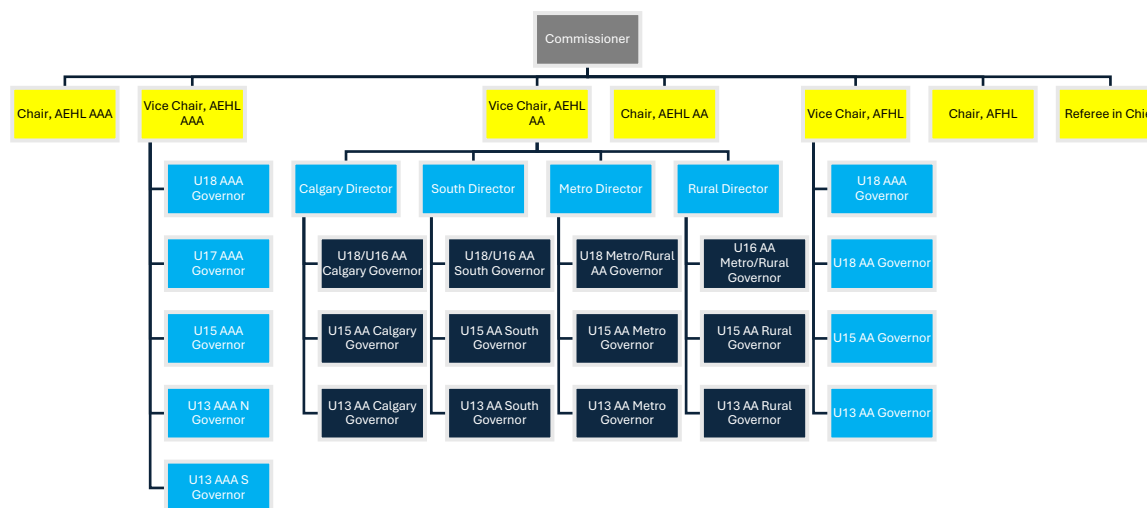 Commissioner
Chair, AEHL AAA
Vice Chair, AEHL
AAA
Vice Chair, AEHL
AA
Chair, AEHL AA
Vice Chair, AFHL
Chair, AFHL
Referee in Chie
U18 AAA
Governor
Calgary Director
South Director
Metro Director
Rural Director
U18 AAA
Governor
U17 AAA
Governor
U18/U16 AA
Calgary Governor
U18/U16 AA
South Governor
U18 Metro/Rural
AA Governor
U16 AA
Metro/Rural
Governor
U18 AA Governor
U15 AAA
Governor
U15 AA Calgary
Governor
U15 AA South
Governor
U15 AA Metro
Governor
U15 AA Rural
Governor
U15 AA Governor
U13 AAA N
Governor
U13 AA Calgary
Governor
U13 AA South
Governor
U13 AA Metro
Governor
U13 AA Rural
Governor
U13 AA Governor
U13 AAA S
Governor